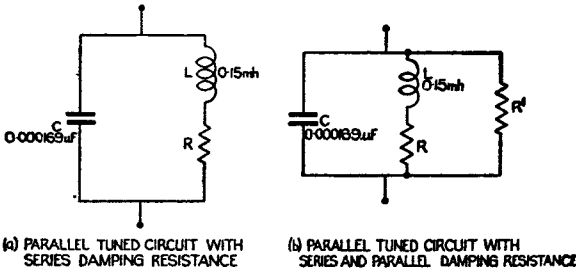 L 0·15mh
C
0·000169µF
R
(a) PARALLEL TUNED CIRCUIT WITH
SERIES DAMPING RESISTANCE
L
0·15mh
C
0·000169µF
R
R'
(b) PARALLEL TUNED CIRCUIT WITH
SERIES AND PARALLEL DAMPING RESISTANCE